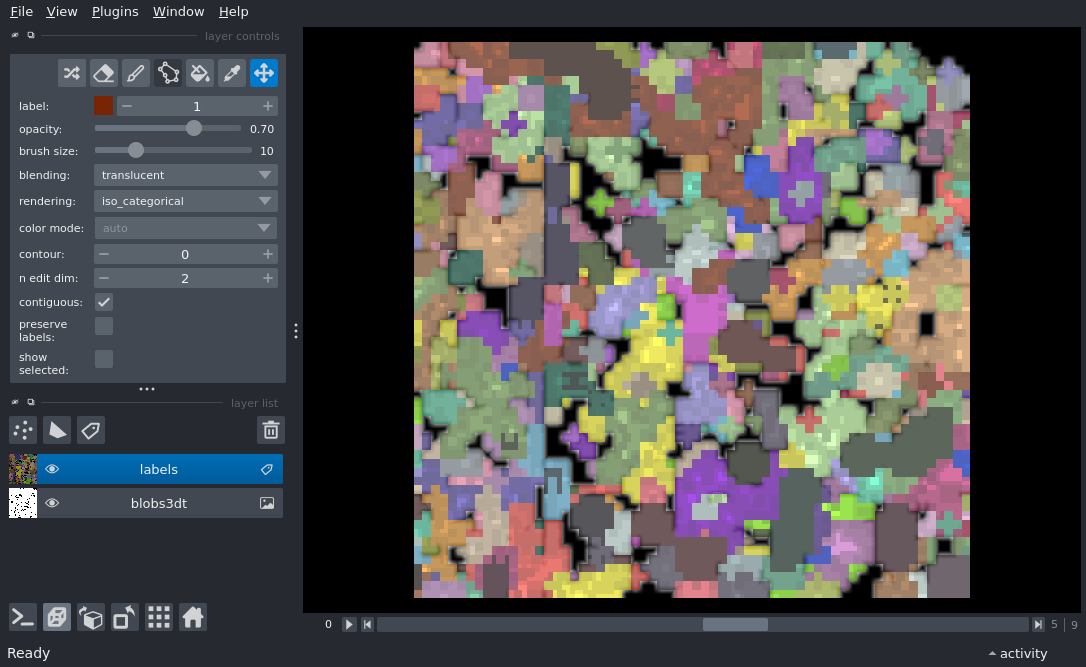 File View Plugins Window Help
layer controls
label: 1
opacity: 0.70
brush size: 10
blending: translucent
rendering: iso_categorical
color mode: auto
contour: 0
n edit dim: 2
contiguous:
preserve
labels:
show
selected:
layer list
labels
blobs3dt
0 5 | 9
Ready activity